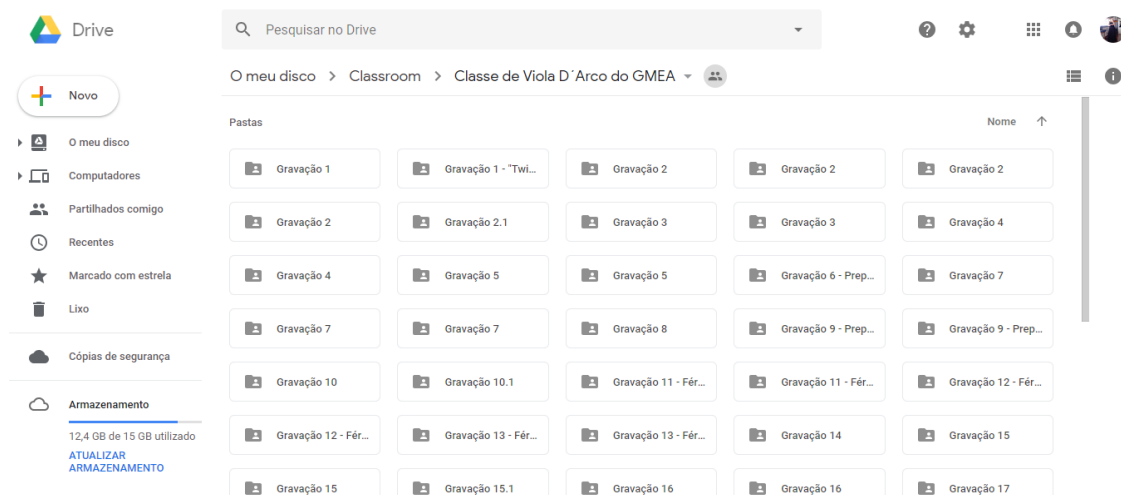 Drive
Pesquisar no Drive
O meu disco > Classroom > Classe de Viola D´Arco do GMEA
Novo
O meu disco
Computadores
Partilhados comigo
Recentes
Marcado com estrela
Lixo
Cópias de segurança
Armazenamento
12,4 GB de 15 GB utilizado
ATUALIZAR
ARMAZENAMENTO
Pastas Nome
Gravação 1 Gravação 1 - "Twi... Gravação 2 Gravação 2 Gravação 2
Gravação 2 Gravação 2.1 Gravação 3 Gravação 3 Gravação 4
Gravação 4 Gravação 5 Gravação 5 Gravação 6 - Prep... Gravação 7
Gravação 7 Gravação 7 Gravação 8 Gravação 9 - Prep... Gravação 9 - Prep...
Gravação 10 Gravação 10.1 Gravação 11 - Fér... Gravação 11 - Fér... Gravação 12 - Fér...
Gravação 12 - Fér... Gravação 13 - Fér... Gravação 13 - Fér... Gravação 14 Gravação 15
Gravação 15 Gravação 15.1 Gravação 16 Gravação 16 Gravação 17